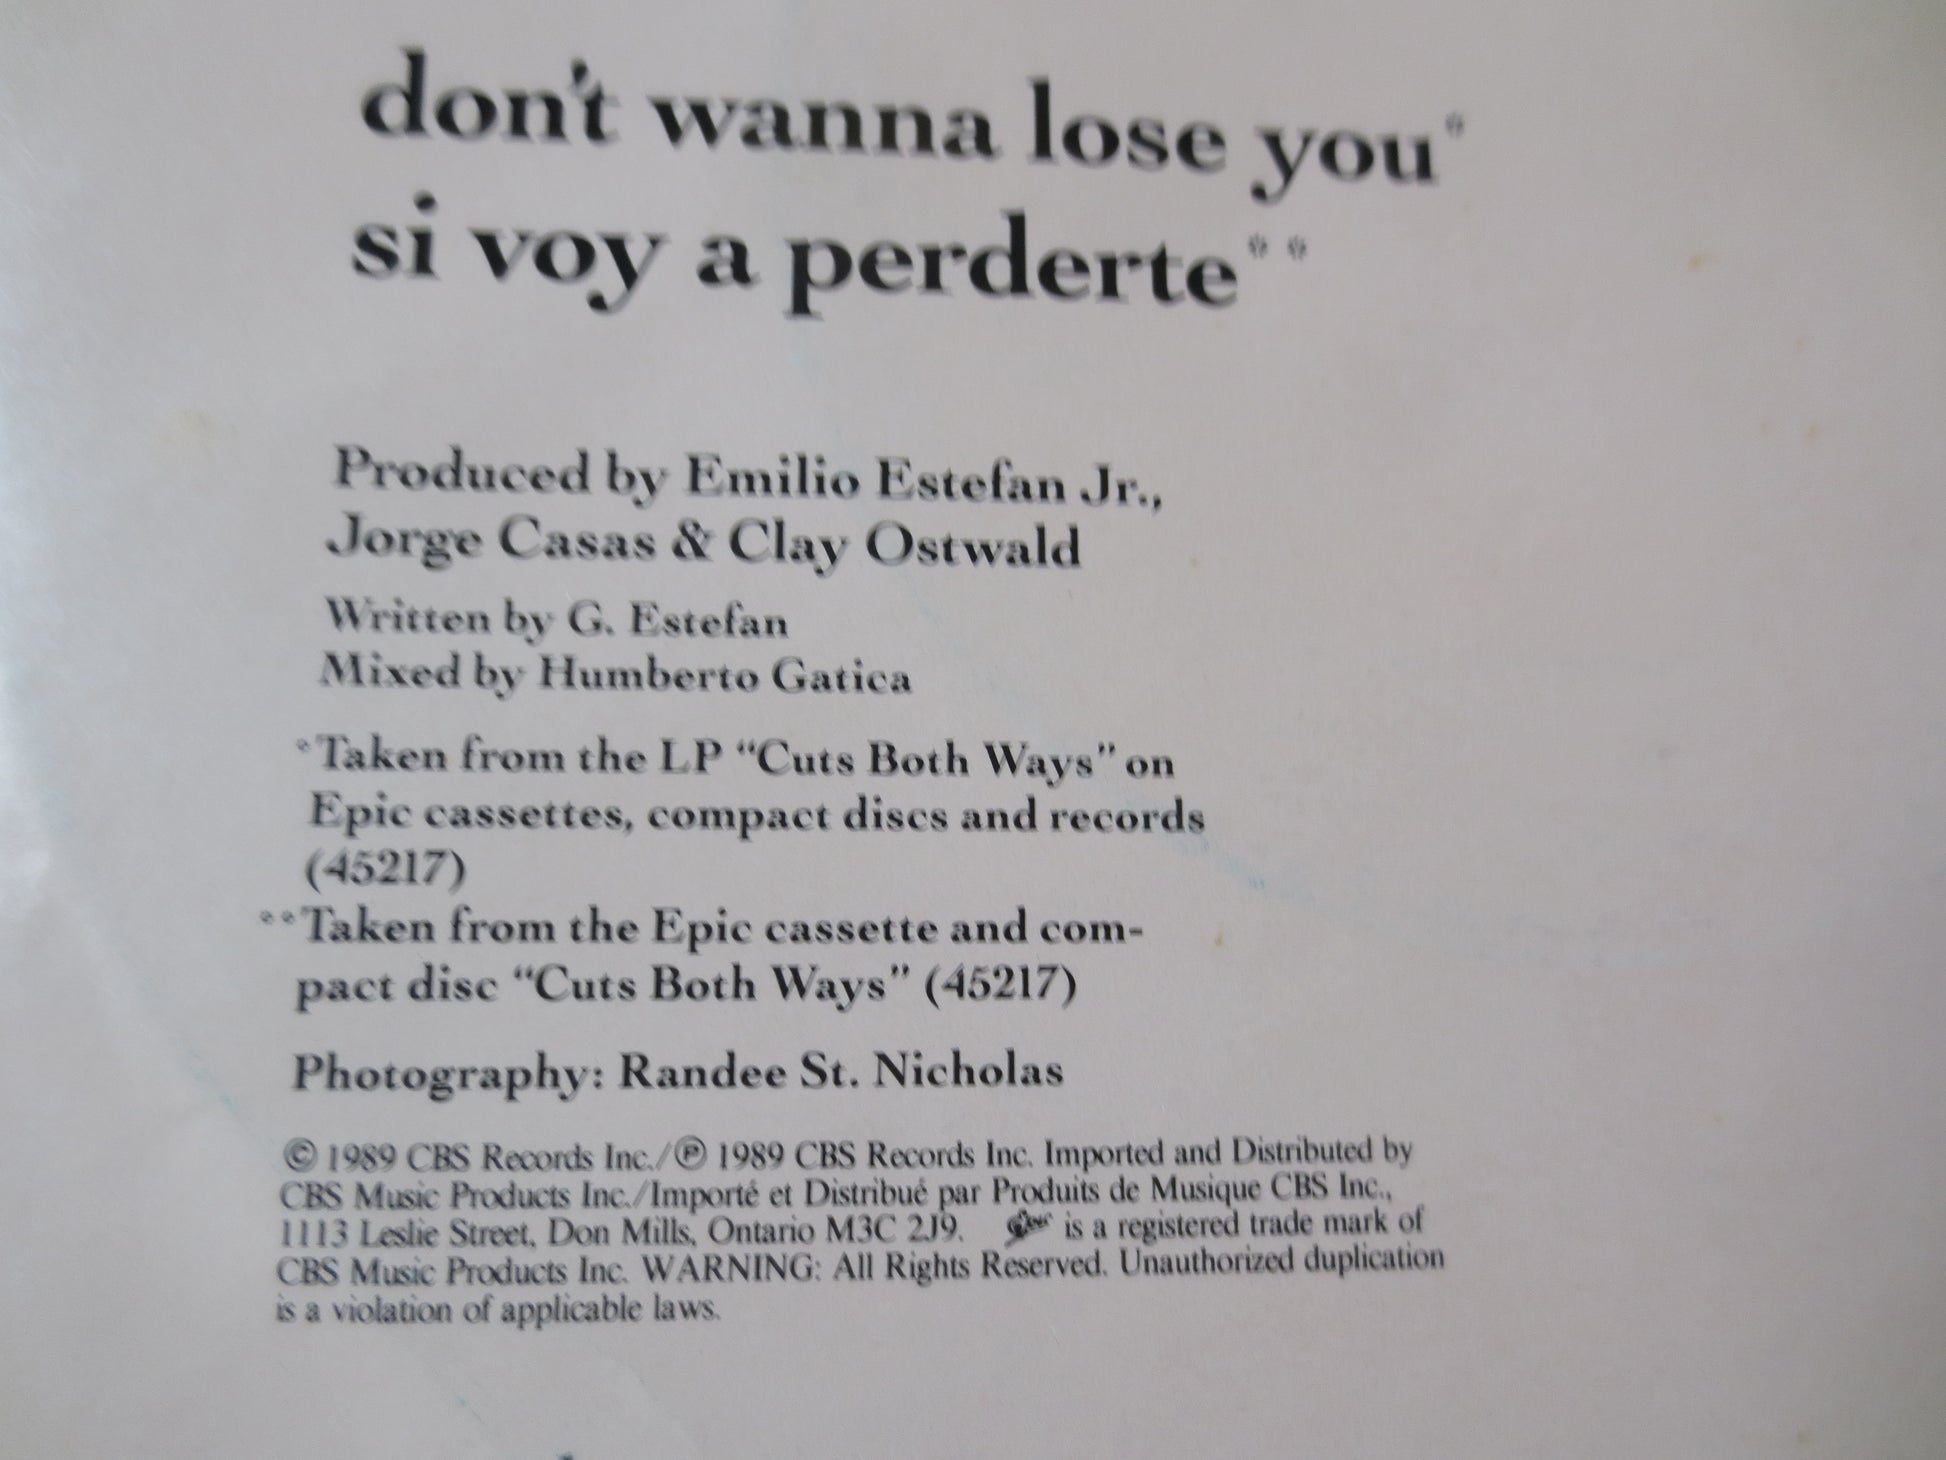 don't wanna lose you*
si voy a perderte**
Produced by Emilio Estefan Jr.,
Jorge Casas & Clay Ostwald
Written by G. Estefan
Mixed by Humberto Gatica
*Taken from the LP “Cuts Both Ways” on
Epic cassettes, compact discs and records
(45217)
**Taken from the Epic cassette and com-
pact disc “Cuts Both Ways” (45217)
Photography: Randee St. Nicholas
© 1989 CBS Records Inc./℗ 1989 CBS Records Inc. Imported and Distributed by
CBS Music Products Inc./Importé et Distribué par Produits de Musique CBS Inc.,
1113 Leslie Street, Don Mills, Ontario M3C 2J9. is a registered trade mark of
CBS Music Products Inc. WARNING: All Rights Reserved. Unauthorized duplication
is a violation of applicable laws.